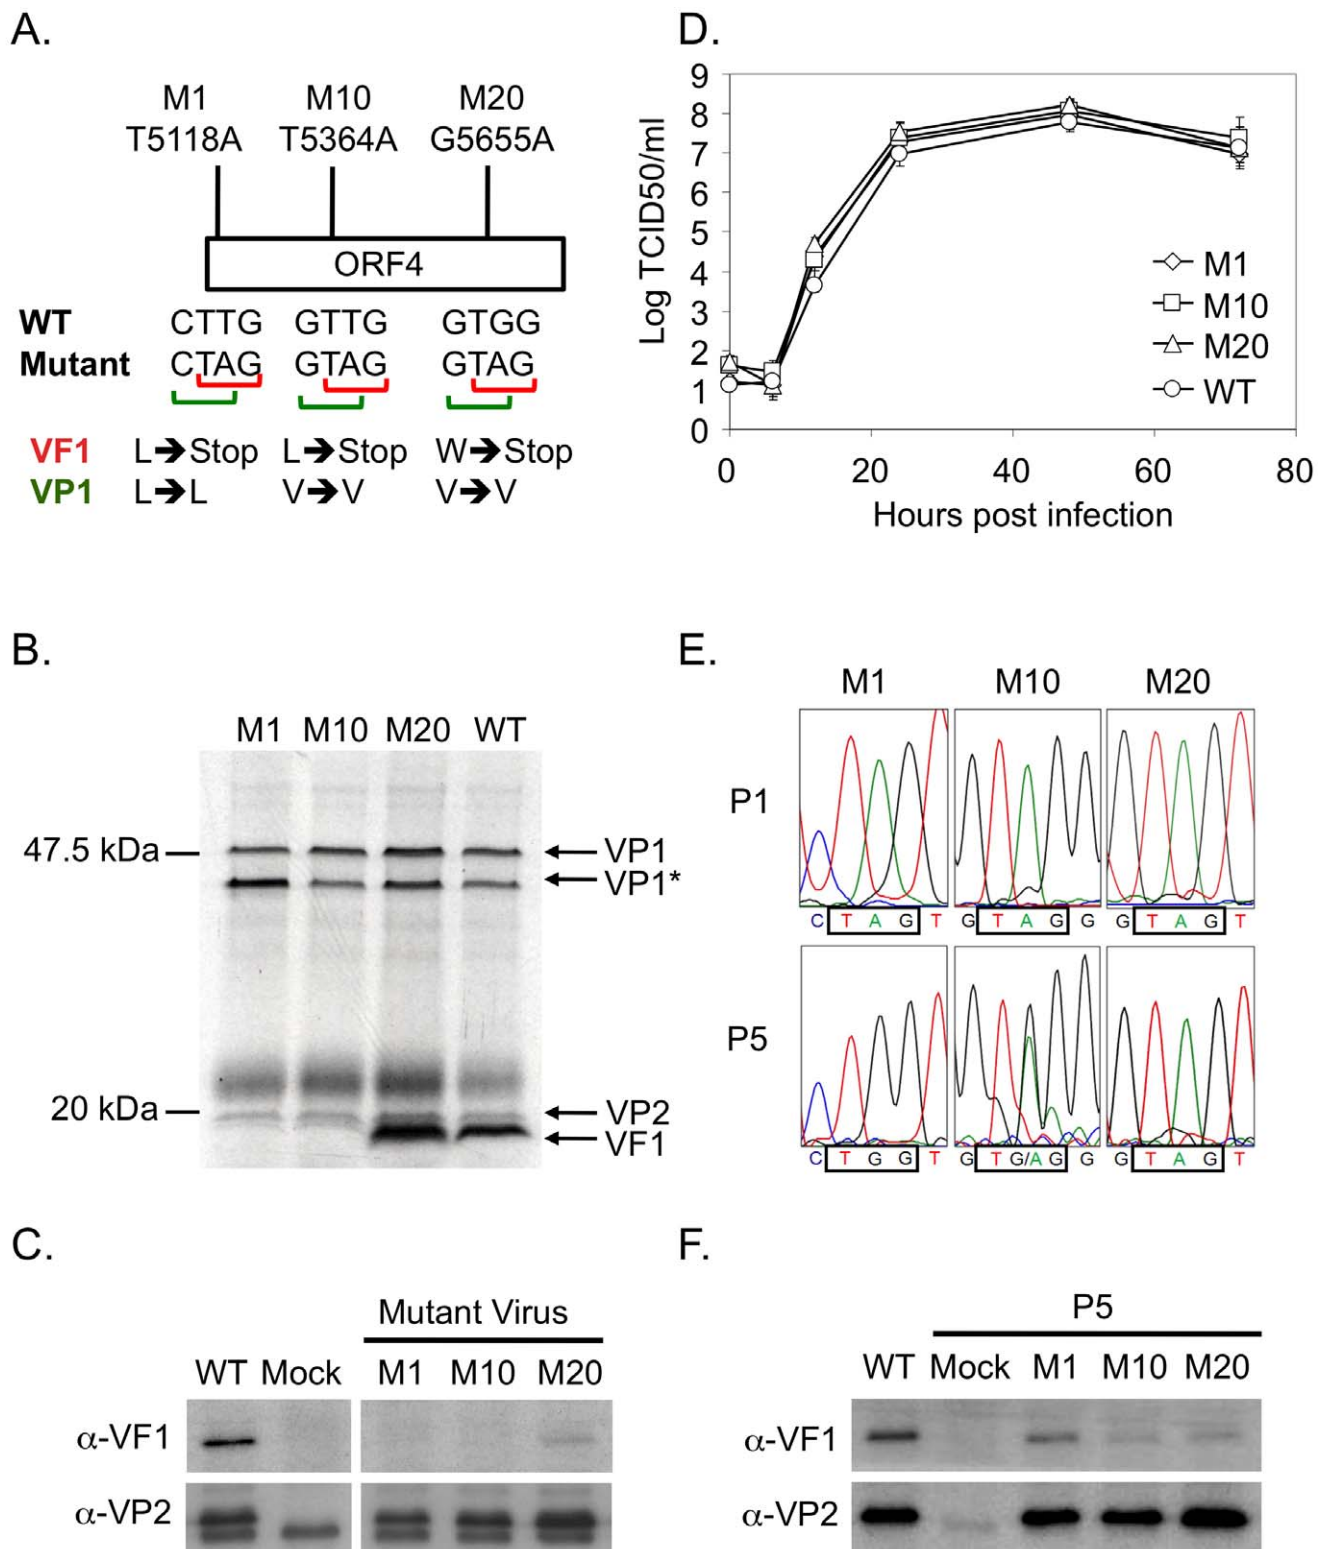 A.
M1 M10 M20
T5118A T5364A G5655A
ORF4
WT CTTG GTTG GTGG
Mutant CTAG GTAG GTAG
VF1 L➔Stop L➔Stop W➔Stop
VP1 L➔L V➔V V➔V
D.
9
8
7
6
5
4
3
2
1
0
Log TCID50/ml
0 20 40 60 80
Hours post infection
M1
M10
M20
WT
B.
M1 M10 M20 WT
47.5 kDa
20 kDa
VP1
VP1*
VP2
VF1
E.
M1 M10 M20
P1
C T A G T G T A G G G T A G T
P5
C T G G T G T G/A G G G T A G T
C.
Mutant Virus
WT Mock M1 M10 M20
α-VF1
α-VP2
F.
P5
WT Mock M1 M10 M20
α-VF1
α-VP2